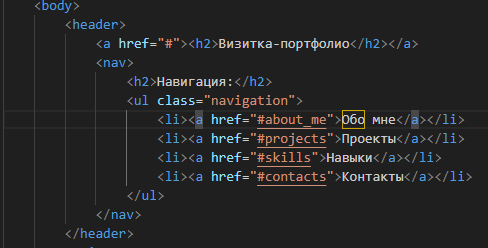 <body>
<header>
<a href="#"><h2>Визитка-портфолио</h2></a>
<nav>
<h2>Навигация:</h2>
<ul class="navigation">
<li><a href="#about_me">Обо мне</a></li>
<li><a href="#projects">Проекты</a></li>
<li><a href="#skills">Навыки</a></li>
<li><a href="#contacts">Контакты</a></li>
</ul>
</nav>
</header>